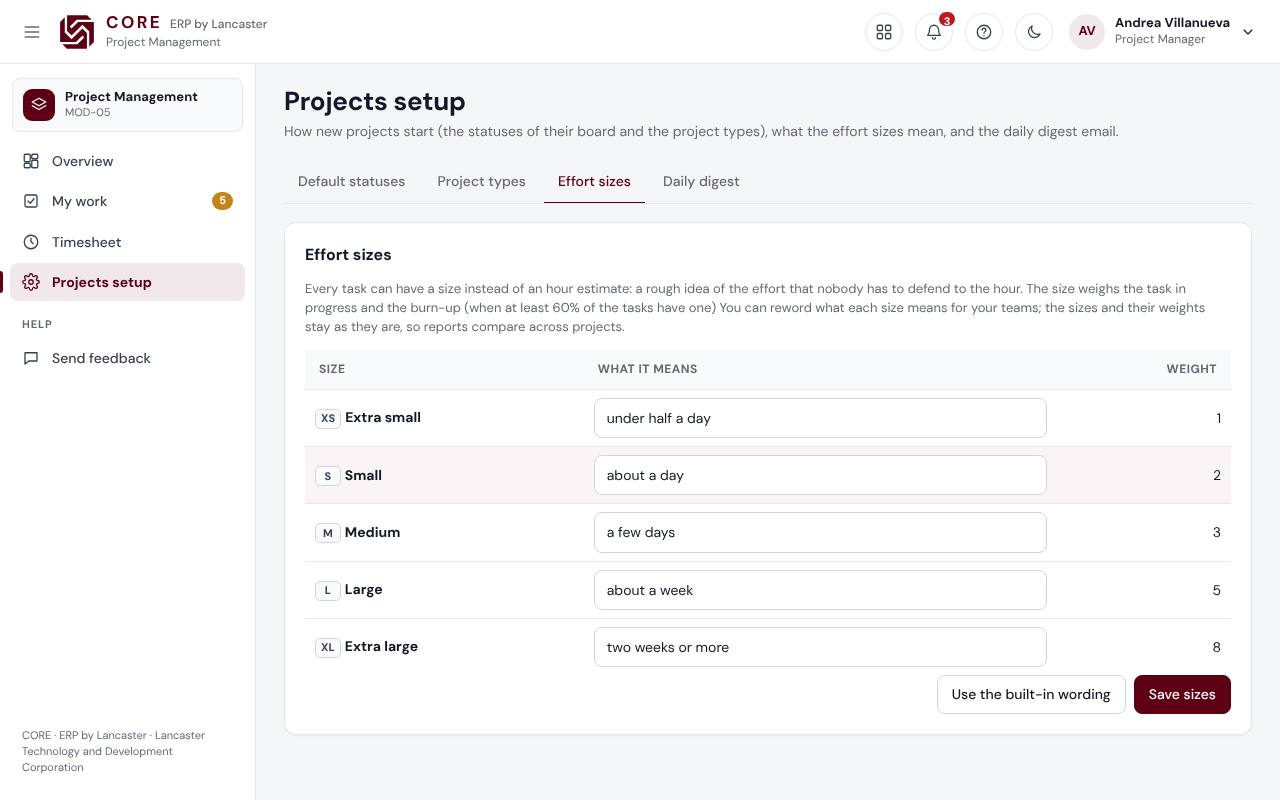 CORE ERP by Lancaster
Project Management
3
AV
Andrea Villanueva
Project Manager
Project Management
MOD-05
Overview
My work 5
Timesheet
Projects setup
HELP
Send feedback
CORE · ERP by Lancaster · Lancaster
Technology and Development
Corporation
Projects setup
How new projects start (the statuses of their board and the project types), what the effort sizes mean, and the daily digest email.
Default statuses Project types Effort sizes Daily digest
Effort sizes
Every task can have a size instead of an hour estimate: a rough idea of the effort that nobody has to defend to the hour. The size weighs the task in
progress and the burn-up (when at least 60% of the tasks have one) You can reword what each size means for your teams; the sizes and their weights
stay as they are, so reports compare across projects.
SIZE WHAT IT MEANS WEIGHT
XS Extra small under half a day 1
S Small about a day 2
M Medium a few days 3
L Large about a week 5
XL Extra large two weeks or more 8
Use the built-in wording Save sizes